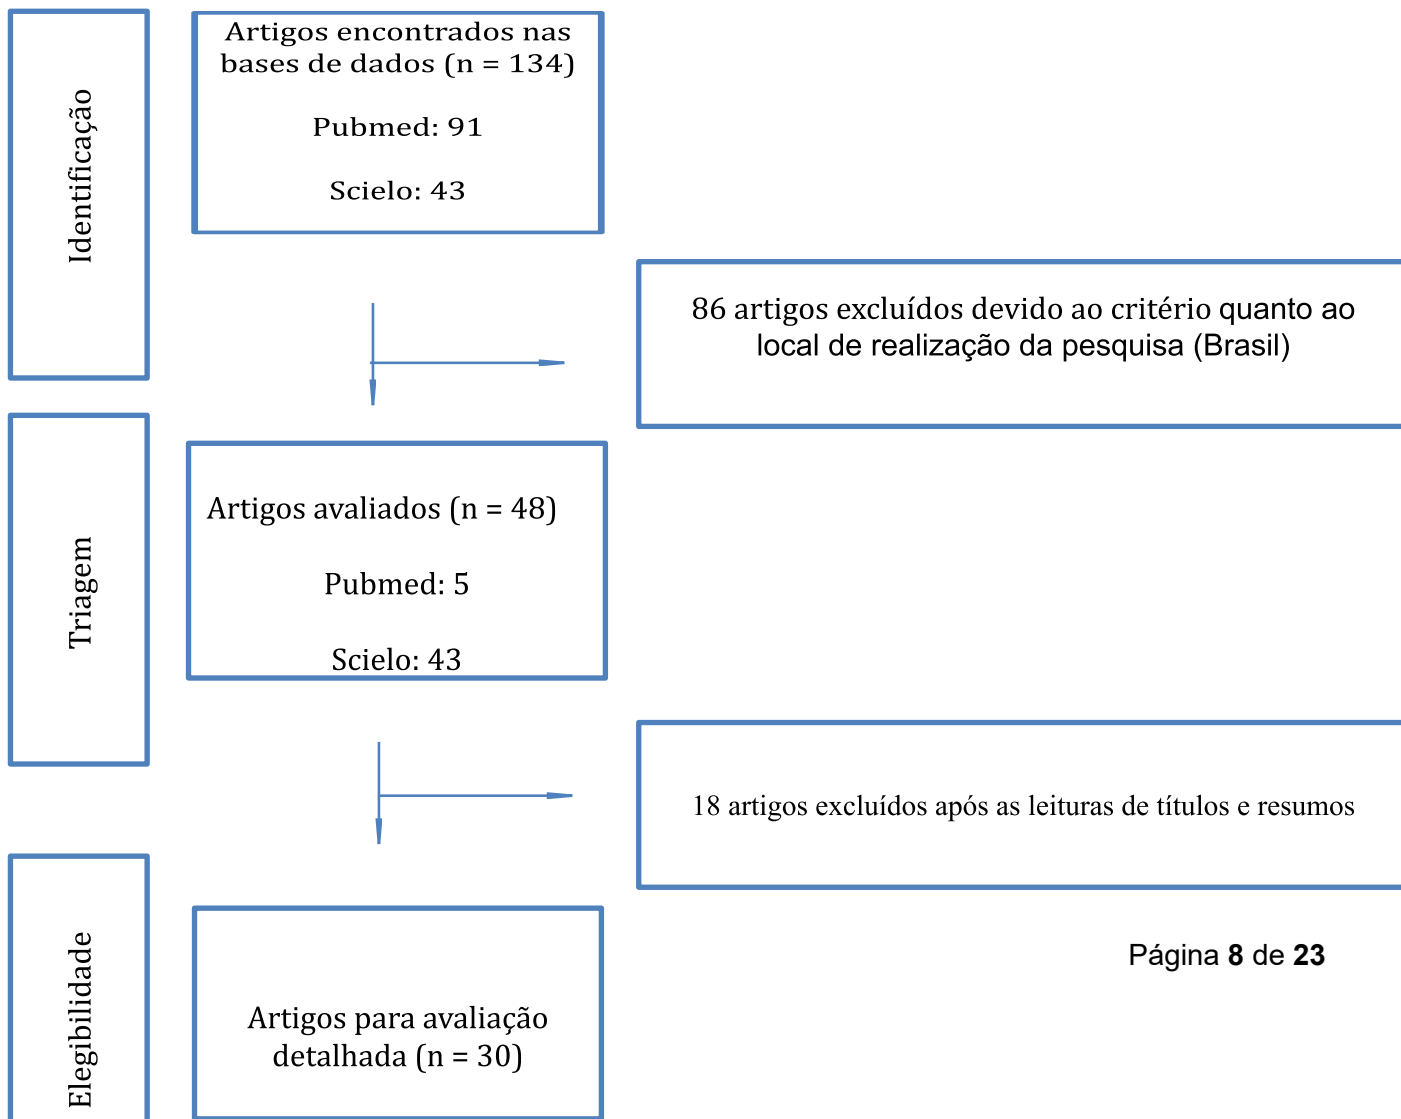 Identificação
Artigos encontrados nas
bases de dados (n = 134)
Pubmed: 91
Scielo: 43
86 artigos excluídos devido ao critério quanto ao
local de realização da pesquisa (Brasil)
Triagem
Artigos avaliados (n = 48)
Pubmed: 5
Scielo: 43
18 artigos excluídos após as leituras de títulos e resumos
Elegibilidade
Artigos para avaliação
detalhada (n = 30)
Página 8 de 23